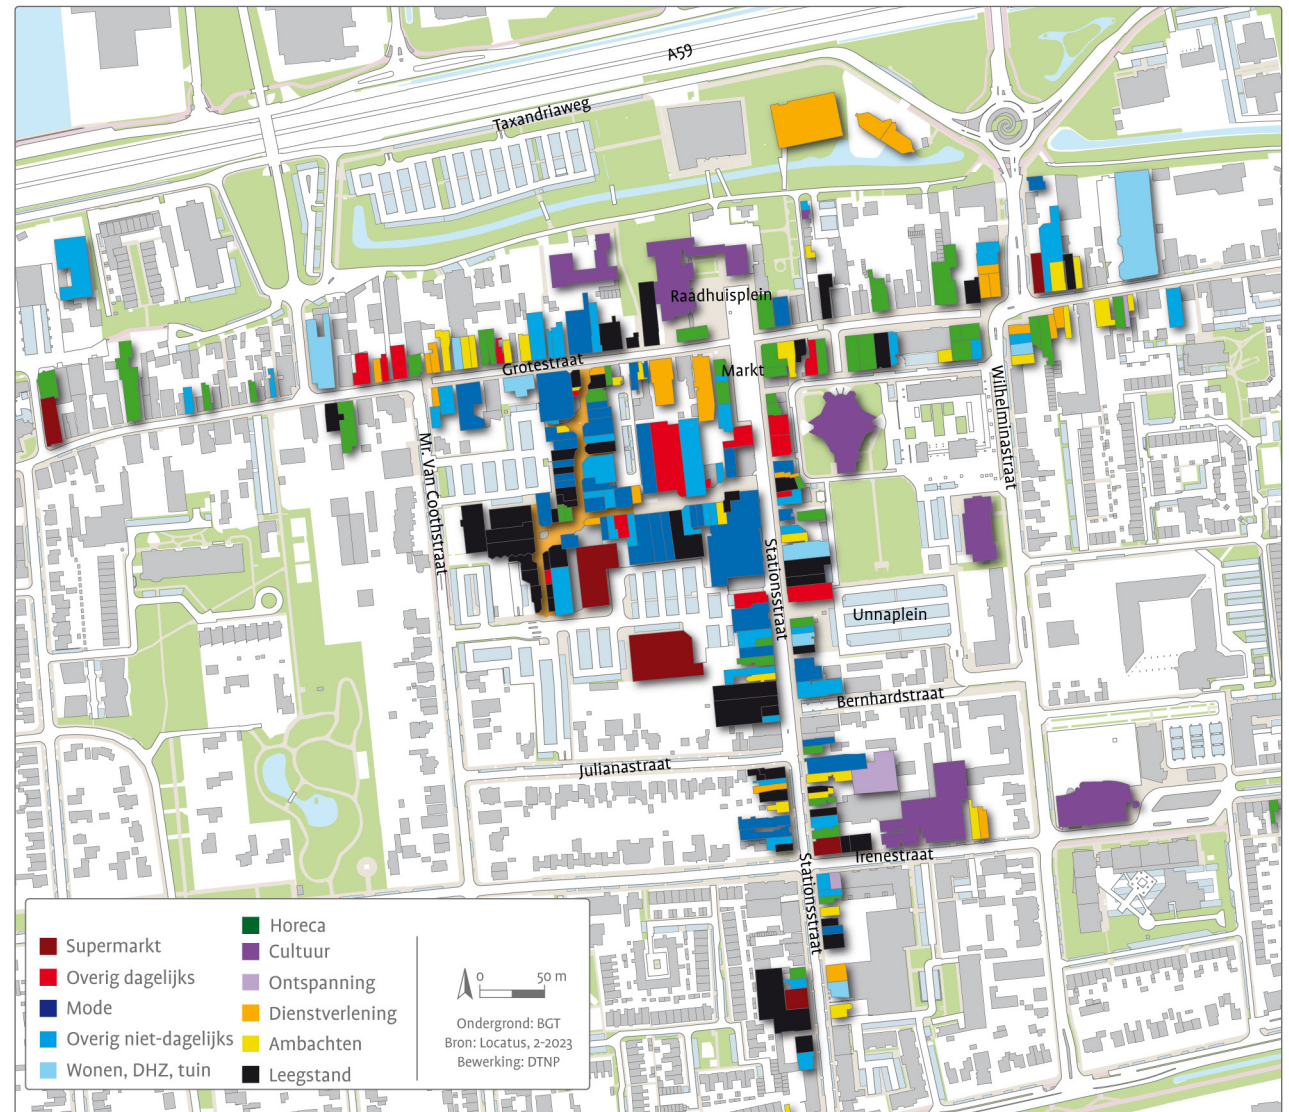 A59
Taxandriaweg
Raadhuisplein
Grotestraat
Markt
Wilhelminastraat
Mr. Van Coothstraat
Stationsstraat
Unnaplein
Bernhardstraat
Julianastraat
Irenestraat
Stationsstraat
Supermarkt
Overig dagelijks
Mode
Overig niet-dagelijks
Wonen, DHZ, tuin
Horeca
Cultuur
Ontspanning
Dienstverlening
Ambachten
Leegstand
0 50 m
Ondergrond: BGT
Bron: Locatus, 2-2023
Bewerking: DTNP